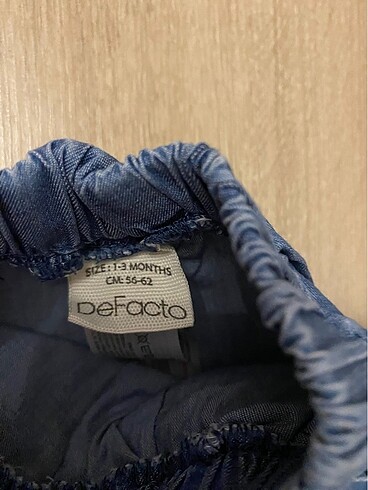 SIZE: 1-3 MONTHS
CM: 56-62
DeFacto